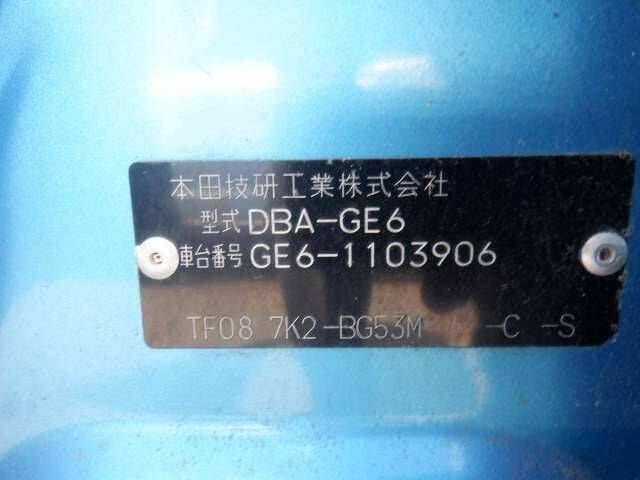 本田技研工業株式会社
型式 DBA-GE6
車台番号 GE6-1103906
TF08 7K2-BG53M -C -S